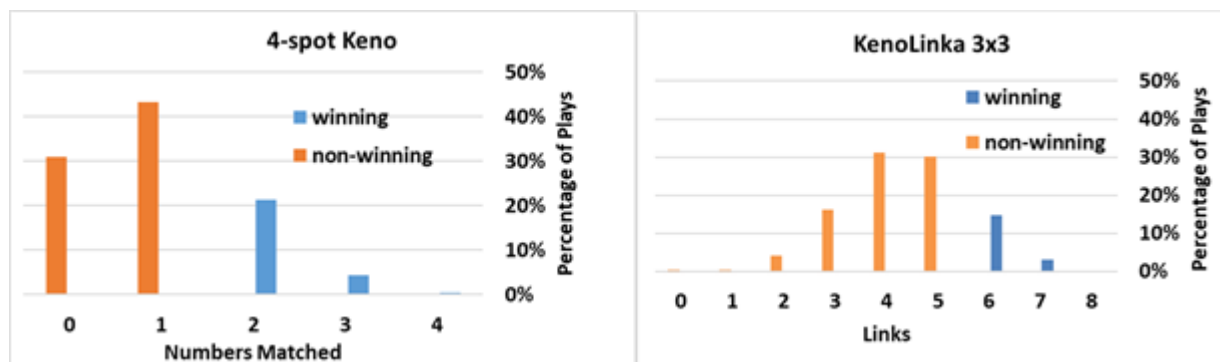 4-spot Keno
50%
40%
30%
20%
10%
0%
Percentage of Plays
winning
non-winning
0 1 2 3 4
Numbers Matched
KenoLinka 3x3
50%
40%
30%
20%
10%
0%
Percentage of Plays
winning
non-winning
0 1 2 3 4 5 6 7 8
Links